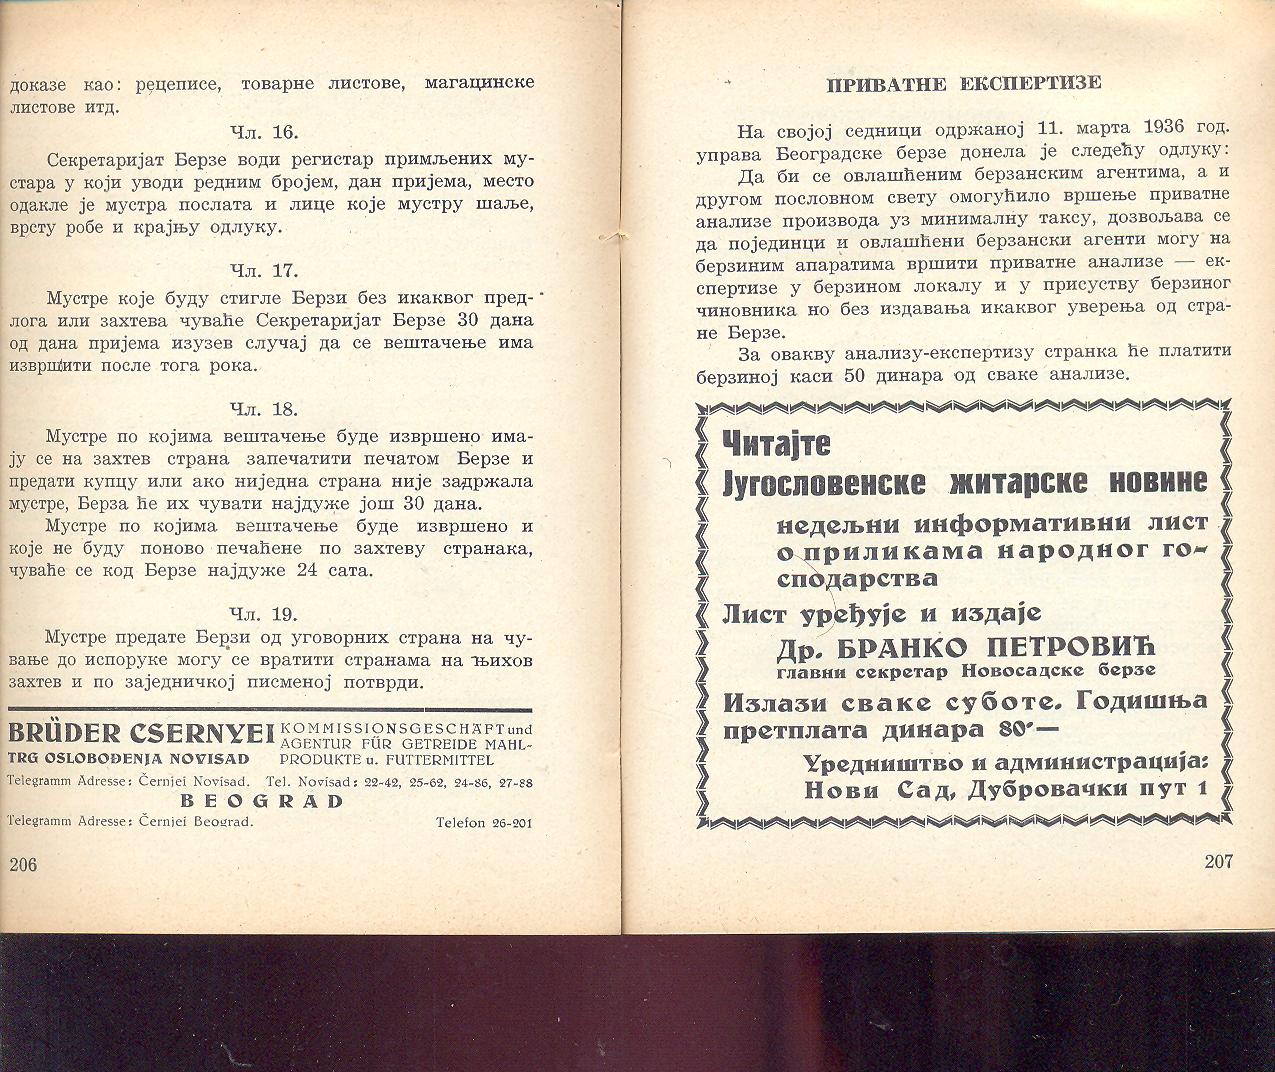 доказе као: рецеписе, товарне листове, магацинске
листове итд.
Чл. 16.
Секретаријат Берзе води регистар примљених му-
стара у који уводи редним бројем, дан пријема, место
одакле је мустра послата и лице које мустру шаље,
врсту робе и крајњу одлуку.
Чл. 17.
Мустре које буду стигле Берзи без икаквог пред-
лога или захтева чуваће Секретаријат Берзе 30 дана
од дана пријема изузев случај да се вештачење има
извршити после тога рока.
Чл. 18.
Мустре по којима вештачење буде извршено има-
ју се на захтев страна запечатити печатом Берзе и
предати купцу или ако ниједна страна није задржала
мустре, Берза ће их чувати најдуже још 30 дана.
Мустре по којима вештачење буде извршено и
које не буду поново печаћене по захтеву странака,
чуваће се код Берзе најдуже 24 сата.
Чл. 19.
Мустре предате Берзи од уговорних страна на чу-
вање до испоруке могу се вратити странама на њихов
захтев и по заједничкој писменој потврди.
BRÜDER CSERNYEI KOMMISSIONSGESCHÄFT und
AGENTUR FÜR GETREIDE MAHL-
TRG OSLOBOĐENJA NOVISAD PRODUKTE u. FUTTERMITTEL
Telegramm Adresse: Černjei Novisad. Tel. Novisad: 22-42, 25-62, 24-86, 27-88
BEOGRAD
Telegramm Adresse: Černjei Beograd. Telefon 26-201
206
ПРИВАТНЕ ЕКСПЕРТИЗЕ
На својој седници одржаној 11. марта 1936 год.
управа Београдске берзе донела је следећу одлуку:
Да би се овлашћеним берзанским агентима, а и
другом пословном свету омогућило вршење приватне
анализе производа уз минималну таксу, дозвољава се
да појединци и овлашћени берзански агенти могу на
берзиним апаратима вршити приватне анализе — ек-
спертизе у берзином локалу и у присуству берзиног
чиновника но без издавања икаквог уверења од стра-
не Берзе.
За овакву анализу-експертизу странка ће платити
берзиној каси 50 динара од сваке анализе.
Читајте
Југословенске житарске новине
недељни информативни лист
о приликама народног го-
сподарства
Лист уређује и издаје
Др. БРАНКО ПЕТРОВИЋ
главни секретар Новосадске берзе
Излази сваке суботе. Годишња
претплата динара 80·—
Уредништво и администрација:
Нови Сад, Дубровачки пут 1
207